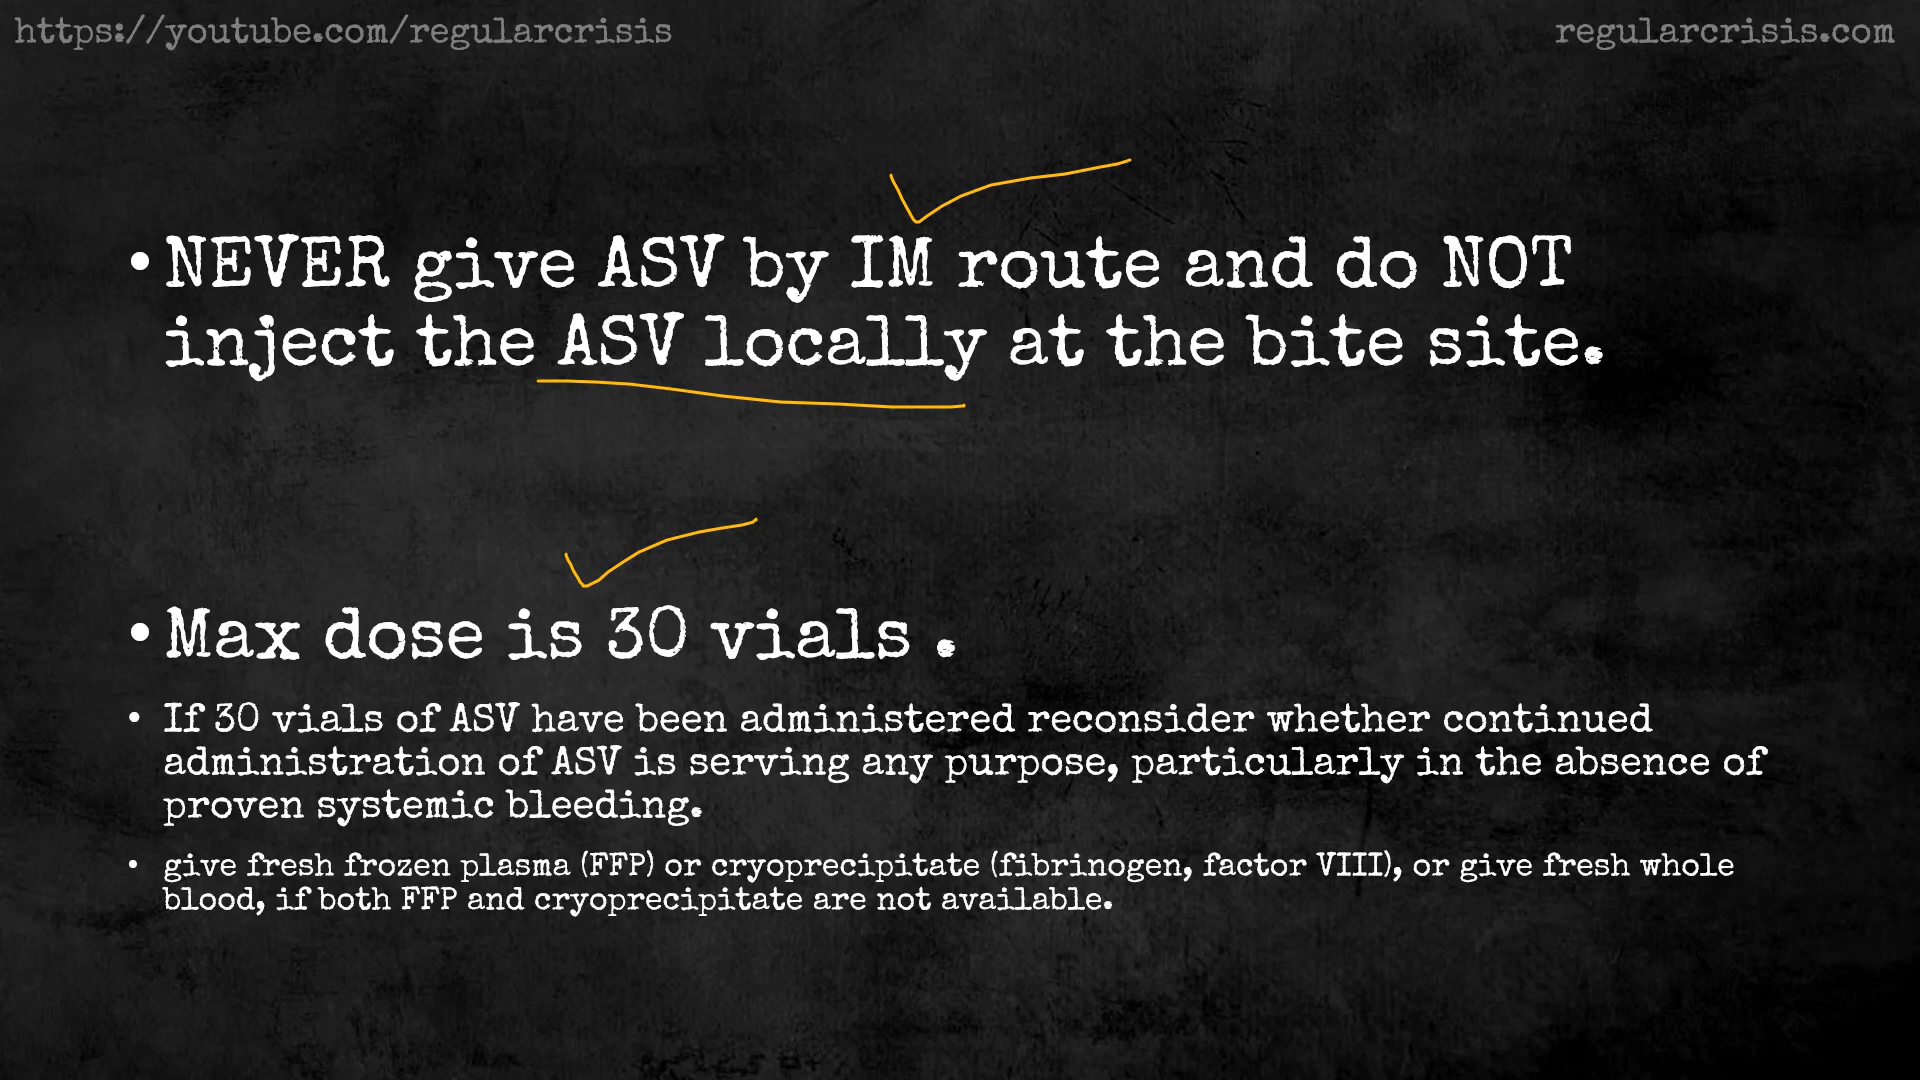 https://youtube.com/regularcrisis
regularcrisis.com
• NEVER give ASV by IM route and do NOT
inject the ASV locally at the bite site.
• Max dose is 30 vials .
• If 30 vials of ASV have been administered reconsider whether continued
administration of ASV is serving any purpose, particularly in the absence of
proven systemic bleeding.
• give fresh frozen plasma (FFP) or cryoprecipitate (fibrinogen, factor VIII), or give fresh whole
blood, if both FFP and cryoprecipitate are not available.